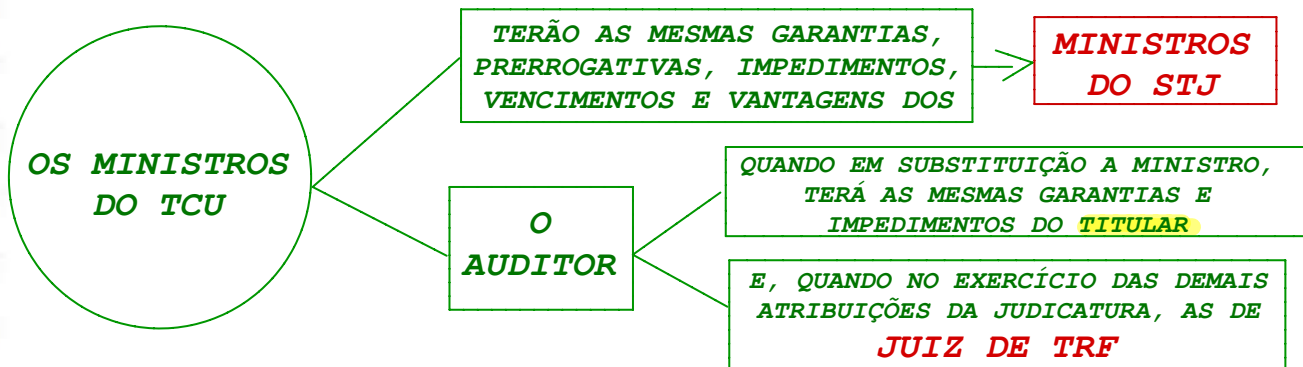 OS MINISTROS
DO TCU
TERÃO AS MESMAS GARANTIAS,
PRERROGATIVAS, IMPEDIMENTOS,
VENCIMENTOS E VANTAGENS DOS
MINISTROS
DO STJ
O
AUDITOR
QUANDO EM SUBSTITUIÇÃO A MINISTRO,
TERÁ AS MESMAS GARANTIAS E
IMPEDIMENTOS DO TITULAR
E, QUANDO NO EXERCÍCIO DAS DEMAIS
ATRIBUIÇÕES DA JUDICATURA, AS DE
JUIZ DE TRF